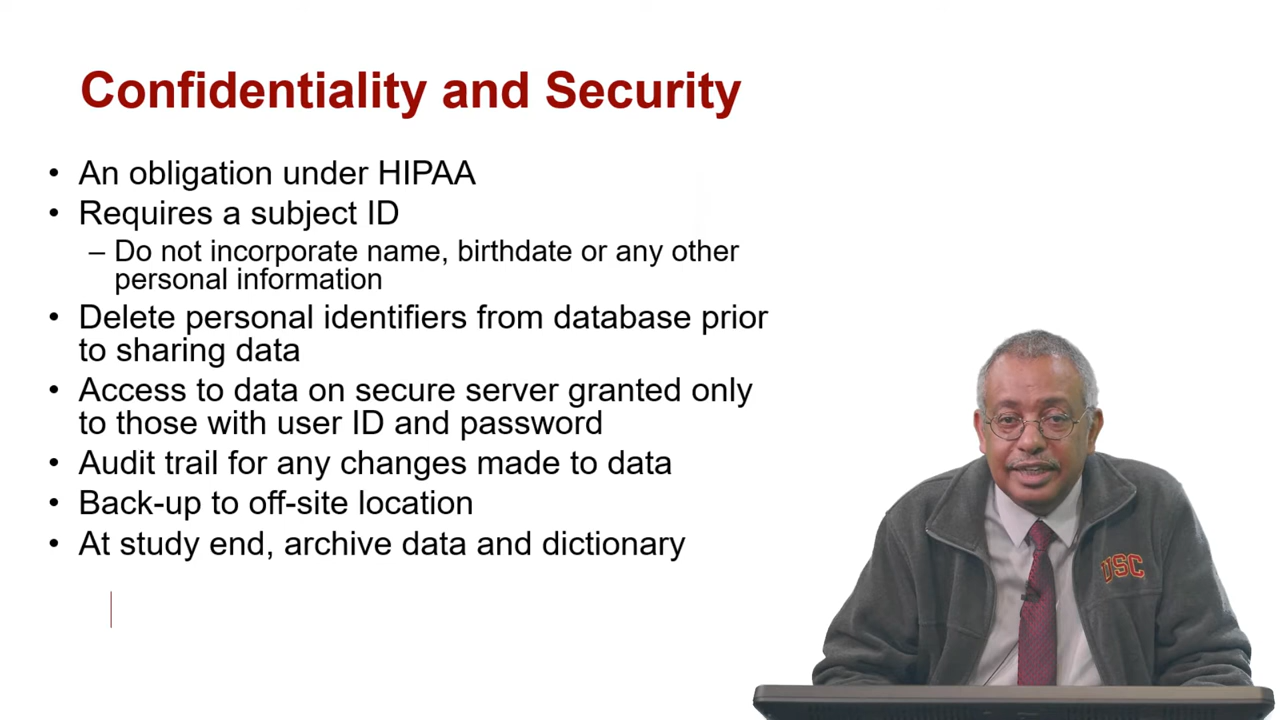 Confidentiality and Security
• An obligation under HIPAA
• Requires a subject ID
– Do not incorporate name, birthdate or any other
personal information
• Delete personal identifiers from database prior
to sharing data
• Access to data on secure server granted only
to those with user ID and password
• Audit trail for any changes made to data
• Back-up to off-site location
• At study end, archive data and dictionary
USC